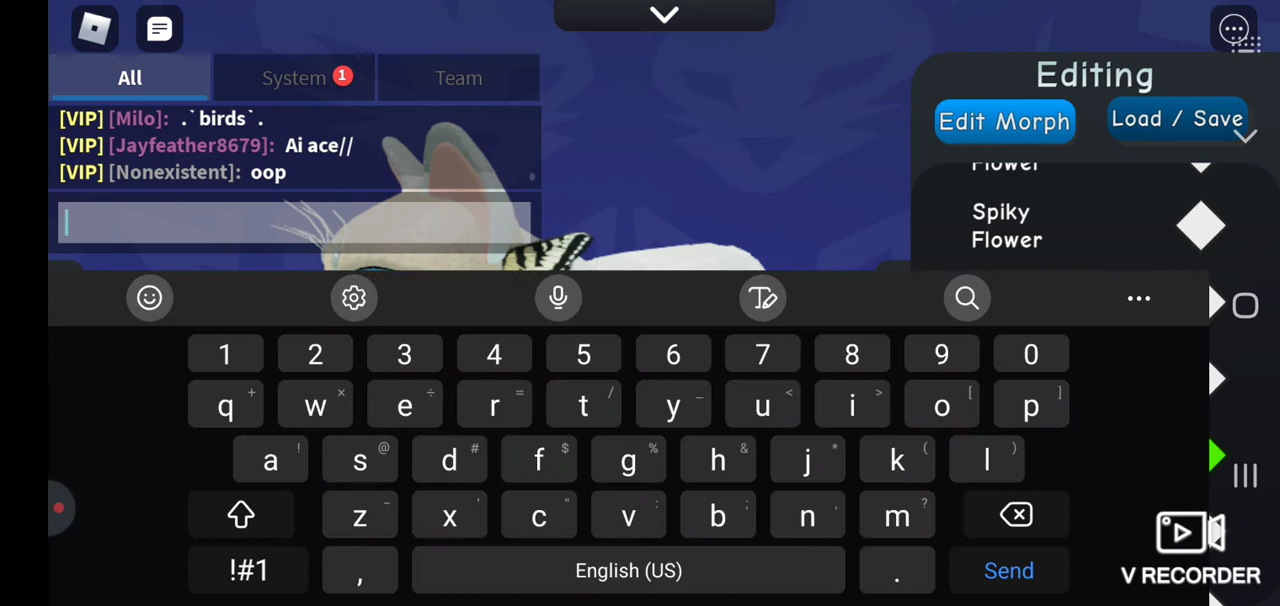 Editing
Edit Morph
Load / Save
All
System 1
Team
[VIP] [Milo]: .`birds`.
[VIP] [Jayfeather8679]: Ai ace//
[VIP] [Nonexistent]: oop
Flower
Spiky
Flower
1 2 3 4 5 6 7 8 9 0
q + w × e ÷ r = t / y _ u < i > o [ p ]
a ! s @ d # f $ g % h & j * k ( l )
z - x ' c " v : b ; n , m ?
!#1 , English (US) . Send
V RECORDER